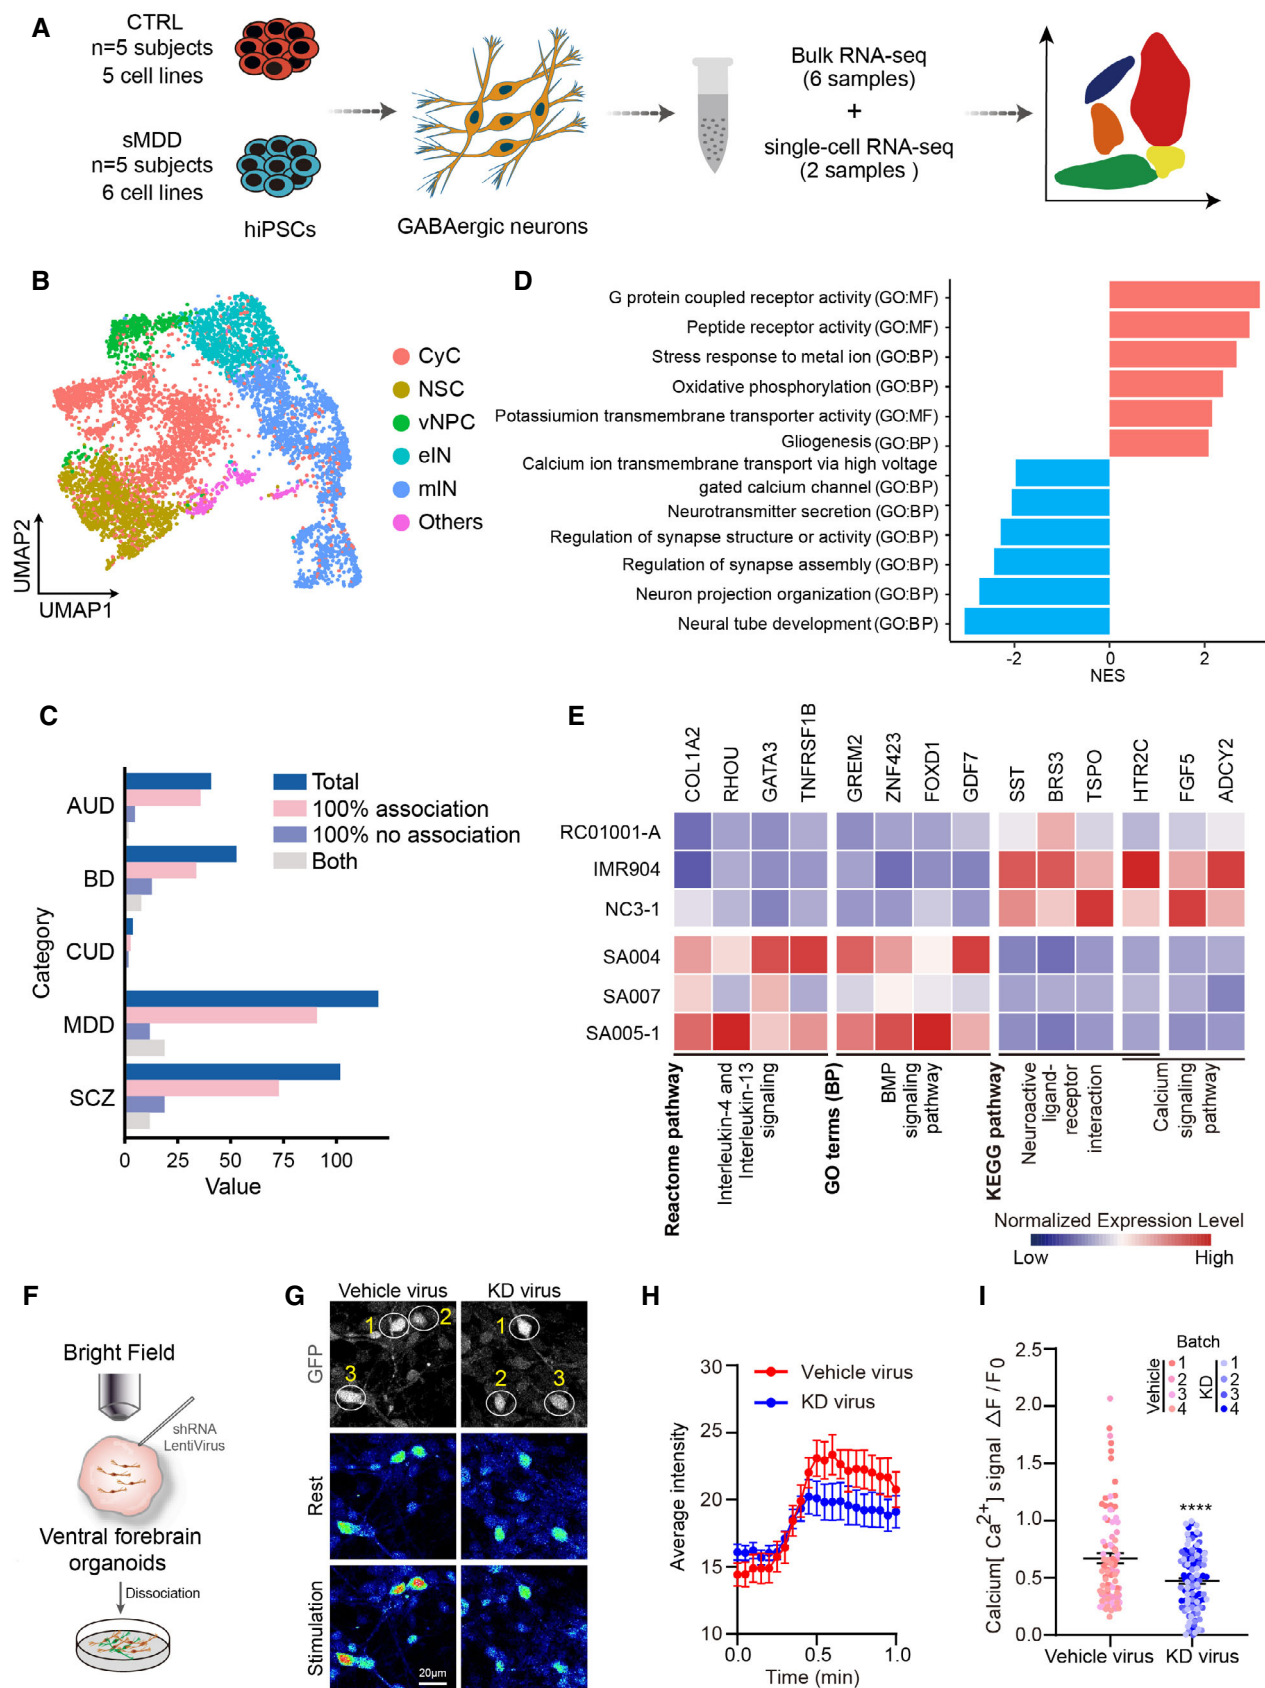 A
CTRL
n=5 subjects
5 cell lines
sMDD
n=5 subjects
6 cell lines
hiPSCs
GABAergic neurons
Bulk RNA-seq
(6 samples)
+
single-cell RNA-seq
(2 samples )
B
CyC
NSC
vNPC
eIN
mIN
Others
UMAP2
UMAP1
D
G protein coupled receptor activity (GO:MF)
Peptide receptor activity (GO:MF)
Stress response to metal ion (GO:BP)
Oxidative phosphorylation (GO:BP)
Potassiumion transmembrane transporter activity (GO:MF)
Gliogenesis (GO:BP)
Calcium ion transmembrane transport via high voltage
gated calcium channel (GO:BP)
Neurotransmitter secretion (GO:BP)
Regulation of synapse structure or activity (GO:BP)
Regulation of synapse assembly (GO:BP)
Neuron projection organization (GO:BP)
Neural tube development (GO:BP)
-2 0 2
NES
C
Total
100% association
100% no association
Both
AUD
BD
CUD
MDD
SCZ
Category
0 25 50 75 100
Value
E
COL1A2 RHOU GATA3 TNFRSF1B GREM2 ZNF423 FOXD1 GDF7 SST BRS3 TSPO HTR2C FGF5 ADCY2
RC01001-A
IMR904
NC3-1
SA004
SA007
SA005-1
Reactome pathway
Interleukin-4 and
Interleukin-13
signaling
GO terms (BP)
BMP
signaling
pathway
KEGG pathway
Neuroactive
ligand-
receptor
interaction
Calcium
signaling
pathway
Normalized Expression Level
Low High
F
Bright Field
shRNA
LentiVirus
Ventral forebrain
organoids
Dissociation
G
Vehicle virus KD virus
GFP
1 2 3
1 2 3
Rest
Stimulation
20μm
H
Vehicle virus
KD virus
Average intensity
30
25
20
15
10
0.0 0.5 1.0
Time (min)
I
Batch
Vehicle
1
2
3
4
KD
1
2
3
4
Calcium[ Ca2+] signal △F / F0
2.5
2.0
1.5
1.0
0.5
0.0
****
Vehicle virus KD virus